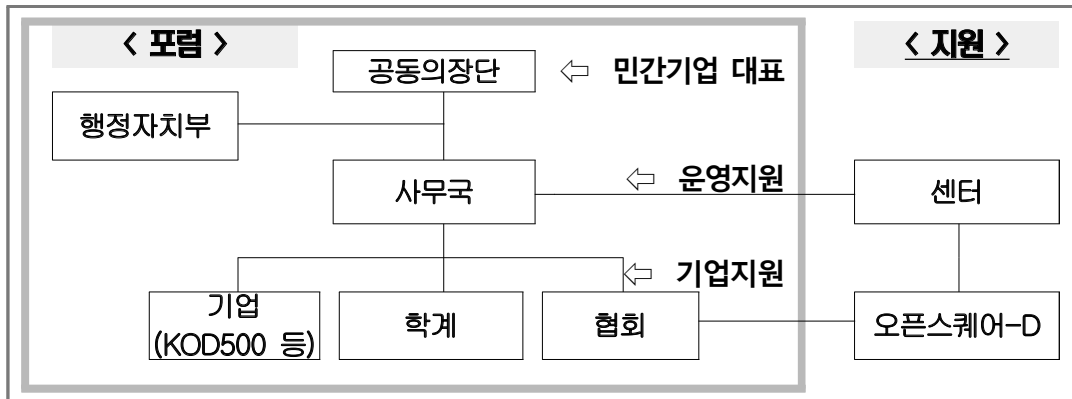 < 포럼 >
< 지원 >
공동의장단
⇦ 민간기업 대표
행정자치부
사무국
⇦ 운영지원
센터
⇦ 기업지원
기업
(KOD500 등)
학계
협회
오픈스퀘어-D